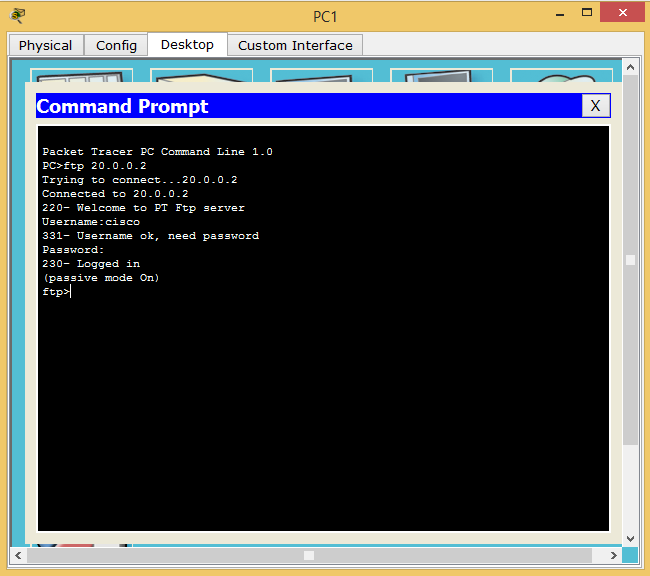 PC1
Physical Config Desktop Custom Interface
Command Prompt X
Packet Tracer PC Command Line 1.0
PC>ftp 20.0.0.2
Trying to connect...20.0.0.2
Connected to 20.0.0.2
220- Welcome to PT Ftp server
Username:cisco
331- Username ok, need password
Password:
230- Logged in
(passive mode On)
ftp>